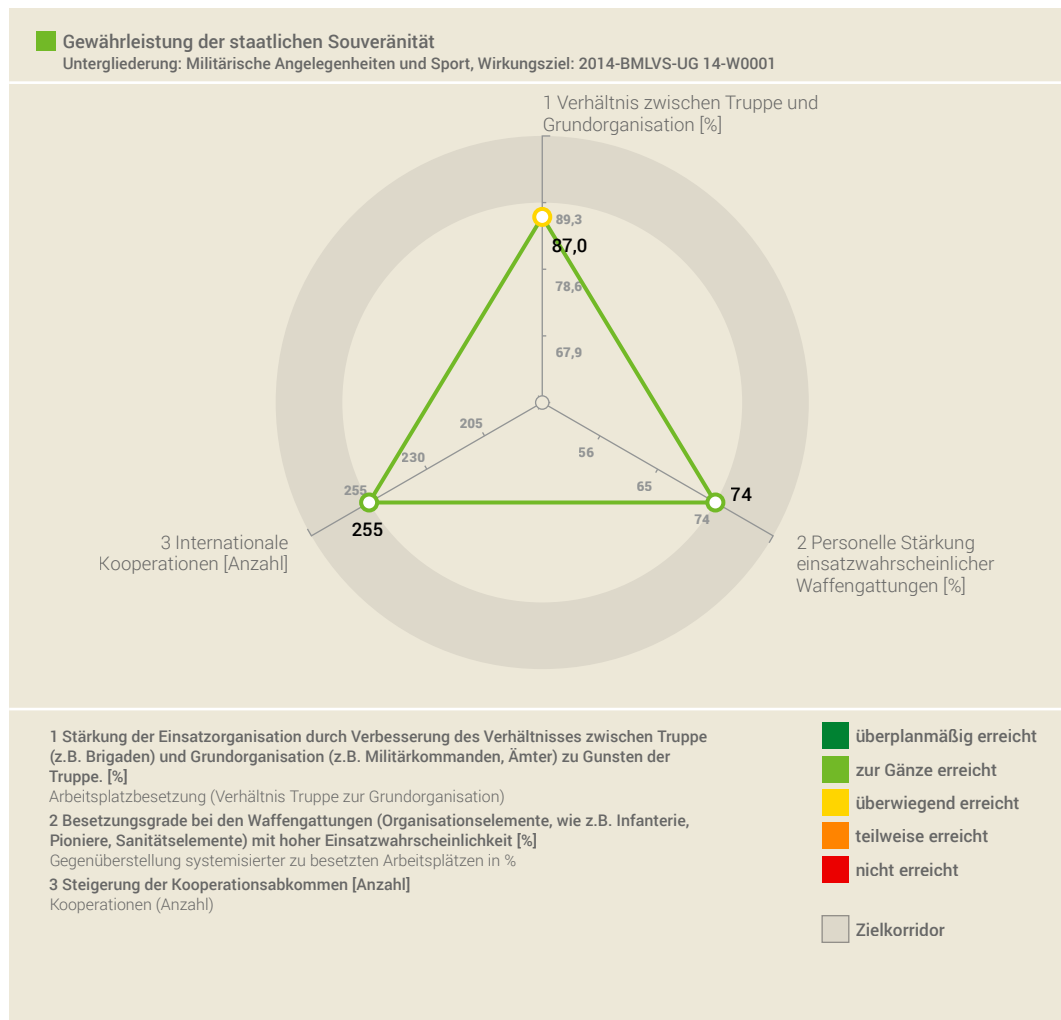 Gewährleistung der staatlichen Souveränität
Untergliederung: Militärische Angelegenheiten und Sport, Wirkungsziel: 2014-BMLVS-UG 14-W0001
1 Verhältnis zwischen Truppe und
Grundorganisation [%]
89,3
87,0
78,6
67,9
205
230
255
255
56
65
74
74
3 Internationale
Kooperationen [Anzahl]
2 Personelle Stärkung
einsatzwahrscheinlicher
Waffengattungen [%]
1 Stärkung der Einsatzorganisation durch Verbesserung des Verhältnisses zwischen Truppe
(z.B. Brigaden) und Grundorganisation (z.B. Militärkommanden, Ämter) zu Gunsten der
Truppe. [%]
Arbeitsplatzbesetzung (Verhältnis Truppe zur Grundorganisation)
2 Besetzungsgrade bei den Waffengattungen (Organisationselemente, wie z.B. Infanterie,
Pioniere, Sanitätselemente) mit hoher Einsatzwahrscheinlichkeit [%]
Gegenüberstellung systemisierter zu besetzten Arbeitsplätzen in %
3 Steigerung der Kooperationsabkommen [Anzahl]
Kooperationen (Anzahl)
überplanmäßig erreicht
zur Gänze erreicht
überwiegend erreicht
teilweise erreicht
nicht erreicht
Zielkorridor